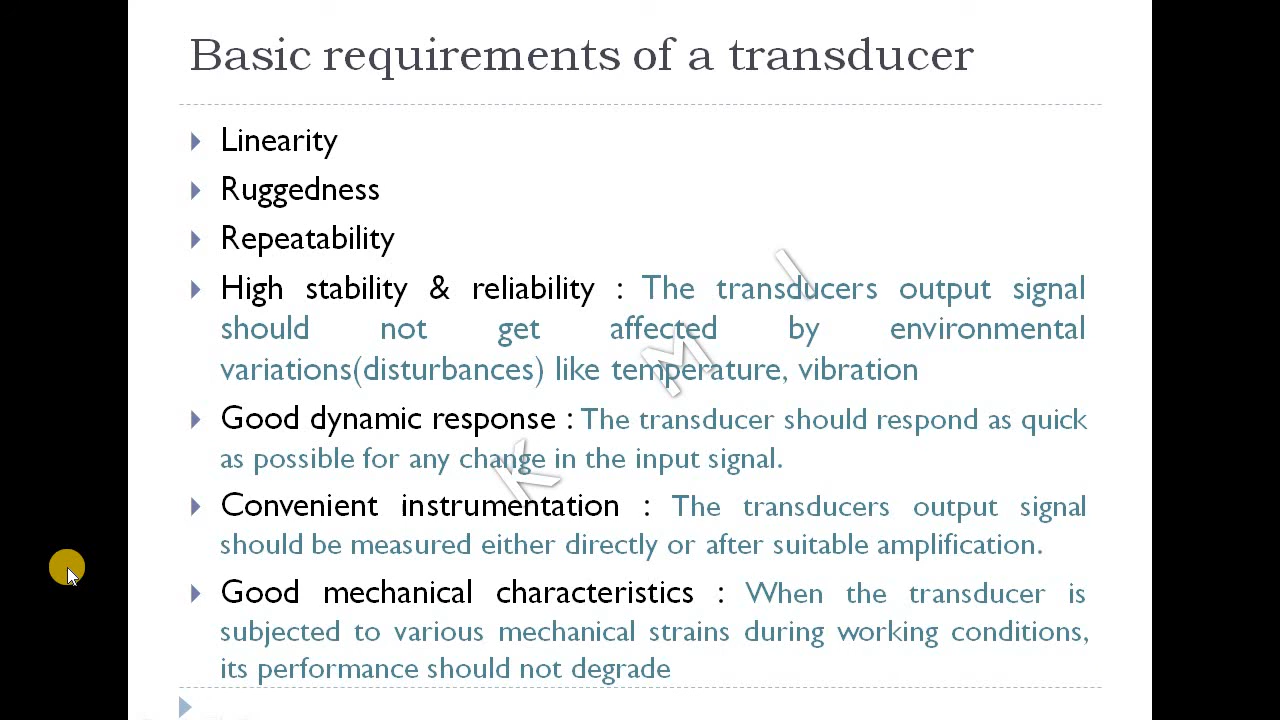 Basic requirements of a transducer
Linearity
Ruggedness
Repeatability
High stability & reliability : The transducers output signal
should not get affected by environmental
variations(disturbances) like temperature, vibration
Good dynamic response : The transducer should respond as quick
as possible for any change in the input signal.
Convenient instrumentation : The transducers output signal
should be measured either directly or after suitable amplification.
Good mechanical characteristics : When the transducer is
subjected to various mechanical strains during working conditions,
its performance should not degrade
K M I